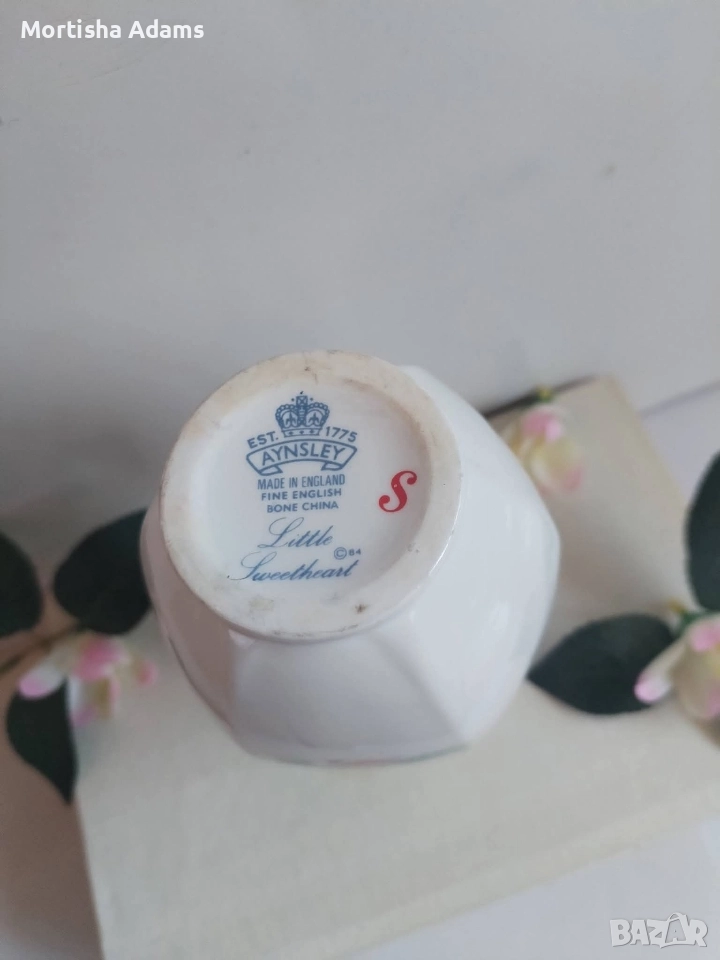 Mortisha Adams
EST. 1775
AYNSLEY
MADE IN ENGLAND
FINE ENGLISH
BONE CHINA
S
Little
Sweetheart © 84
BAZAR